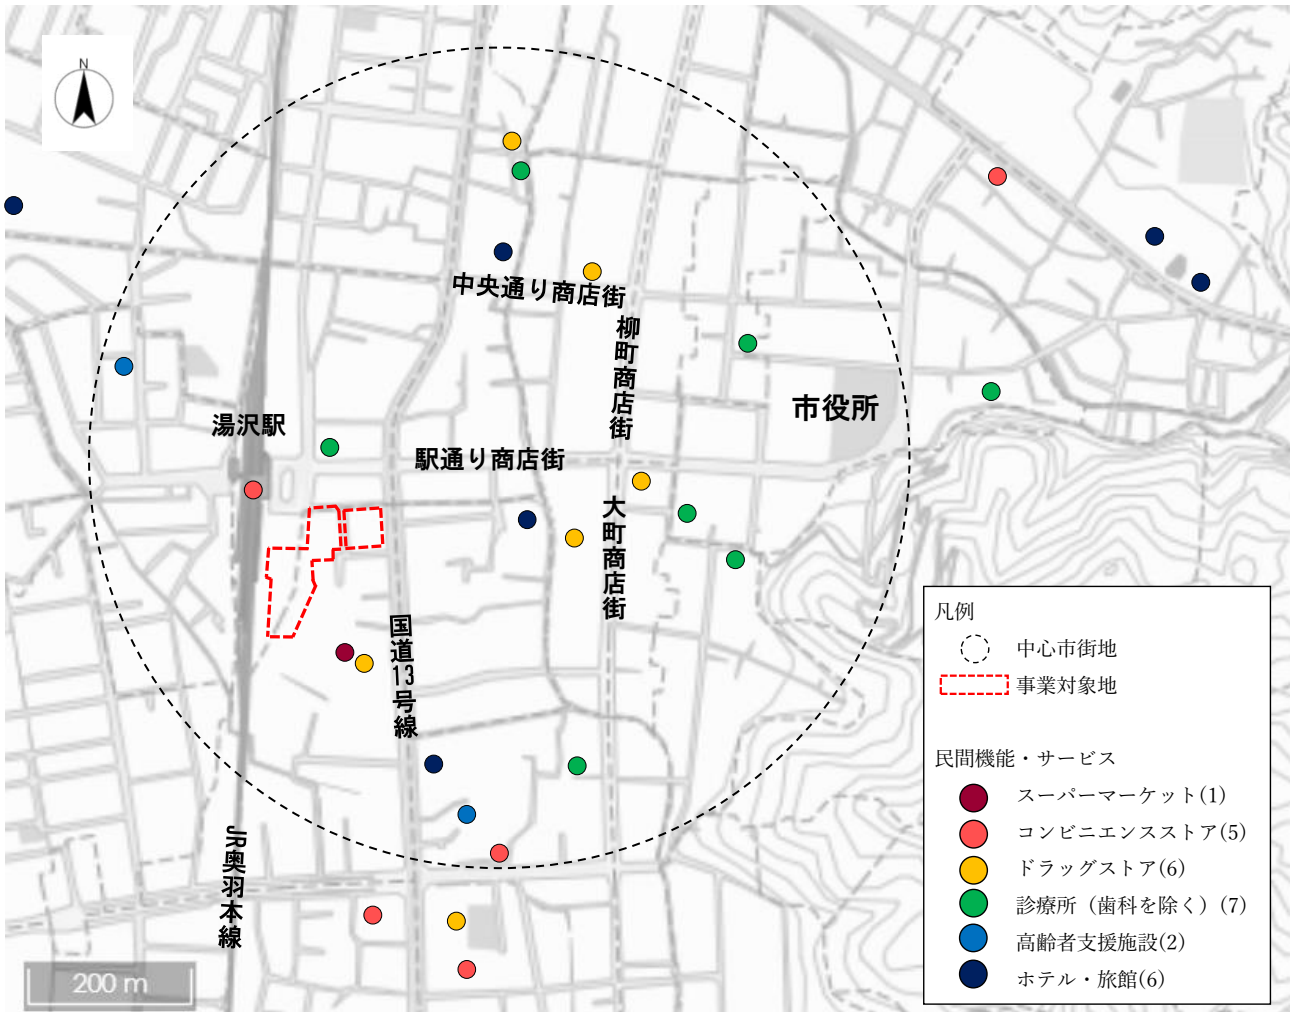 N
中央通り商店街
柳町商店街
湯沢駅
市役所
駅通り商店街
大町商店街
国道13号線
JR奥羽本線
200 m
凡例
中心市街地
事業対象地
民間機能・サービス
スーパーマーケット(1)
コンビニエンスストア(5)
ドラッグストア(6)
診療所（歯科を除く）(7)
高齢者支援施設(2)
ホテル・旅館(6)